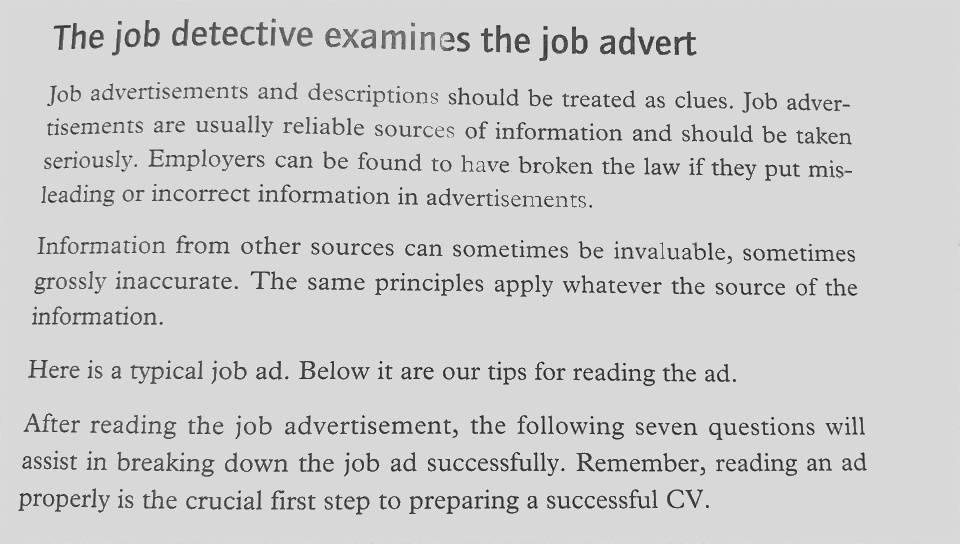 The job detective examines the job advert
Job advertisements and descriptions should be treated as clues. Job adver-
tisements are usually reliable sources of information and should be taken
seriously. Employers can be found to have broken the law if they put mis-
leading or incorrect information in advertisements.
Information from other sources can sometimes be invaluable, sometimes
grossly inaccurate. The same principles apply whatever the source of the
information.
Here is a typical job ad. Below it are our tips for reading the ad.
After reading the job advertisement, the following seven questions will
assist in breaking down the job ad successfully. Remember, reading an ad
properly is the crucial first step to preparing a successful CV.